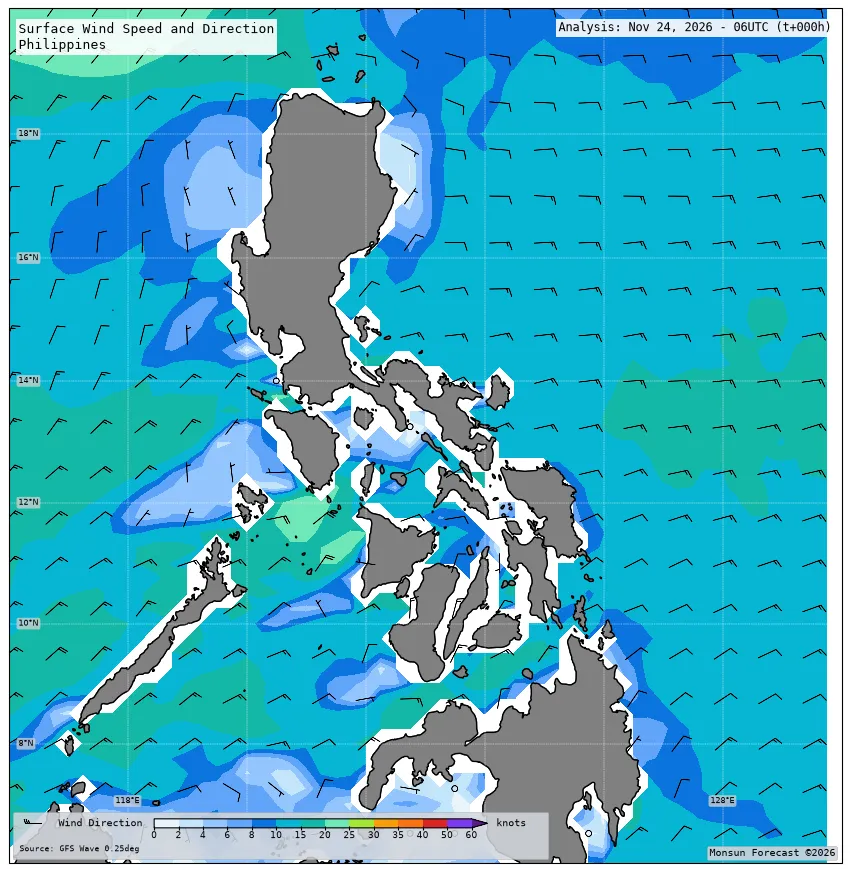 Surface Wind Speed and Direction
Philippines
Analysis: Nov 24, 2026 - 06UTC (t+000h)
18°N
16°N
14°N
12°N
10°N
8°N
118°E
128°E
Wind Direction
0 2 4 6 8 10 15 20 25 30 35 40 50 60
knots
Source: GFS Wave 0.25deg
Monsun Forecast ©2026